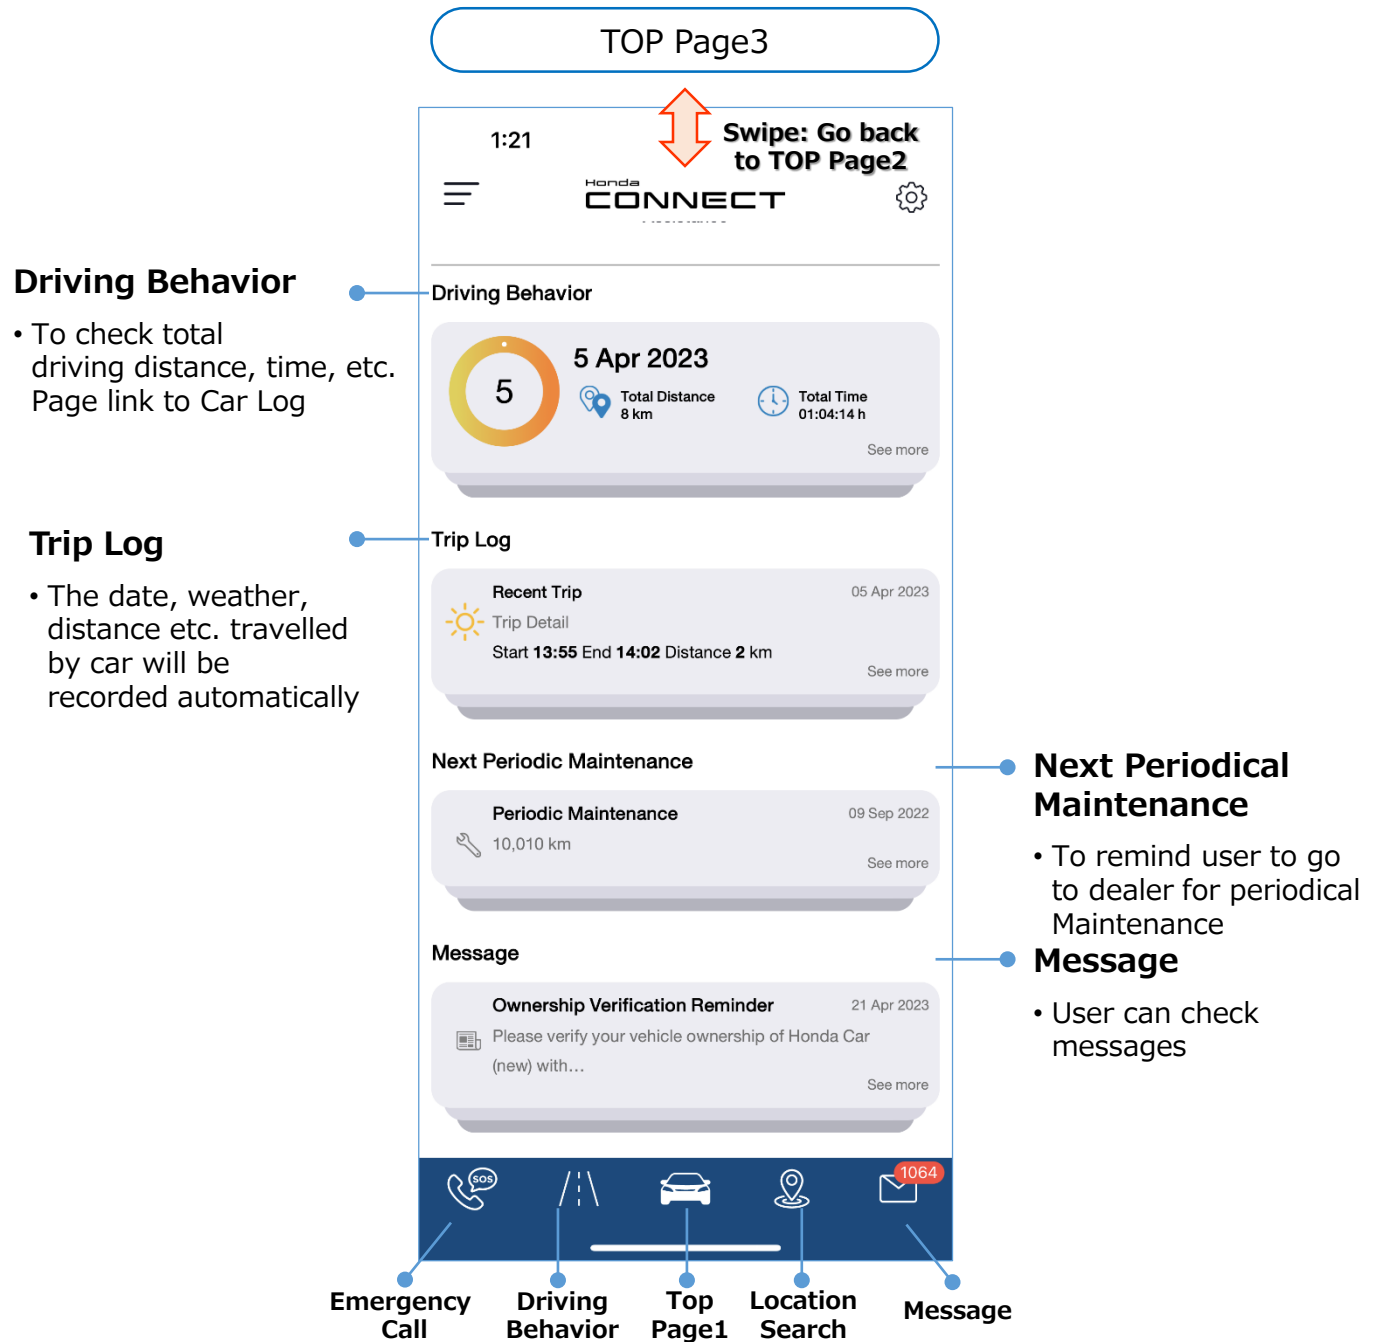 TOP Page3
Swipe: Go back
to TOP Page2
1:21
Honda
CONNECT
Driving Behavior
• To check total
driving distance, time, etc.
Page link to Car Log
Driving Behavior
5
5 Apr 2023
Total Distance
8 km
Total Time
01:04:14 h
See more
Trip Log
• The date, weather,
distance etc. travelled
by car will be
recorded automatically
Trip Log
Recent Trip 05 Apr 2023
Trip Detail
Start 13:55 End 14:02 Distance 2 km
See more
Next Periodic Maintenance
Periodic Maintenance 09 Sep 2022
10,010 km
See more
Next Periodical
Maintenance
• To remind user to go
to dealer for periodical
Maintenance
Message
Ownership Verification Reminder 21 Apr 2023
Please verify your vehicle ownership of Honda Car
(new) with...
See more
Message
• User can check
messages
SOS
1064
Emergency
Call
Driving
Behavior
Top
Page1
Location
Search
Message